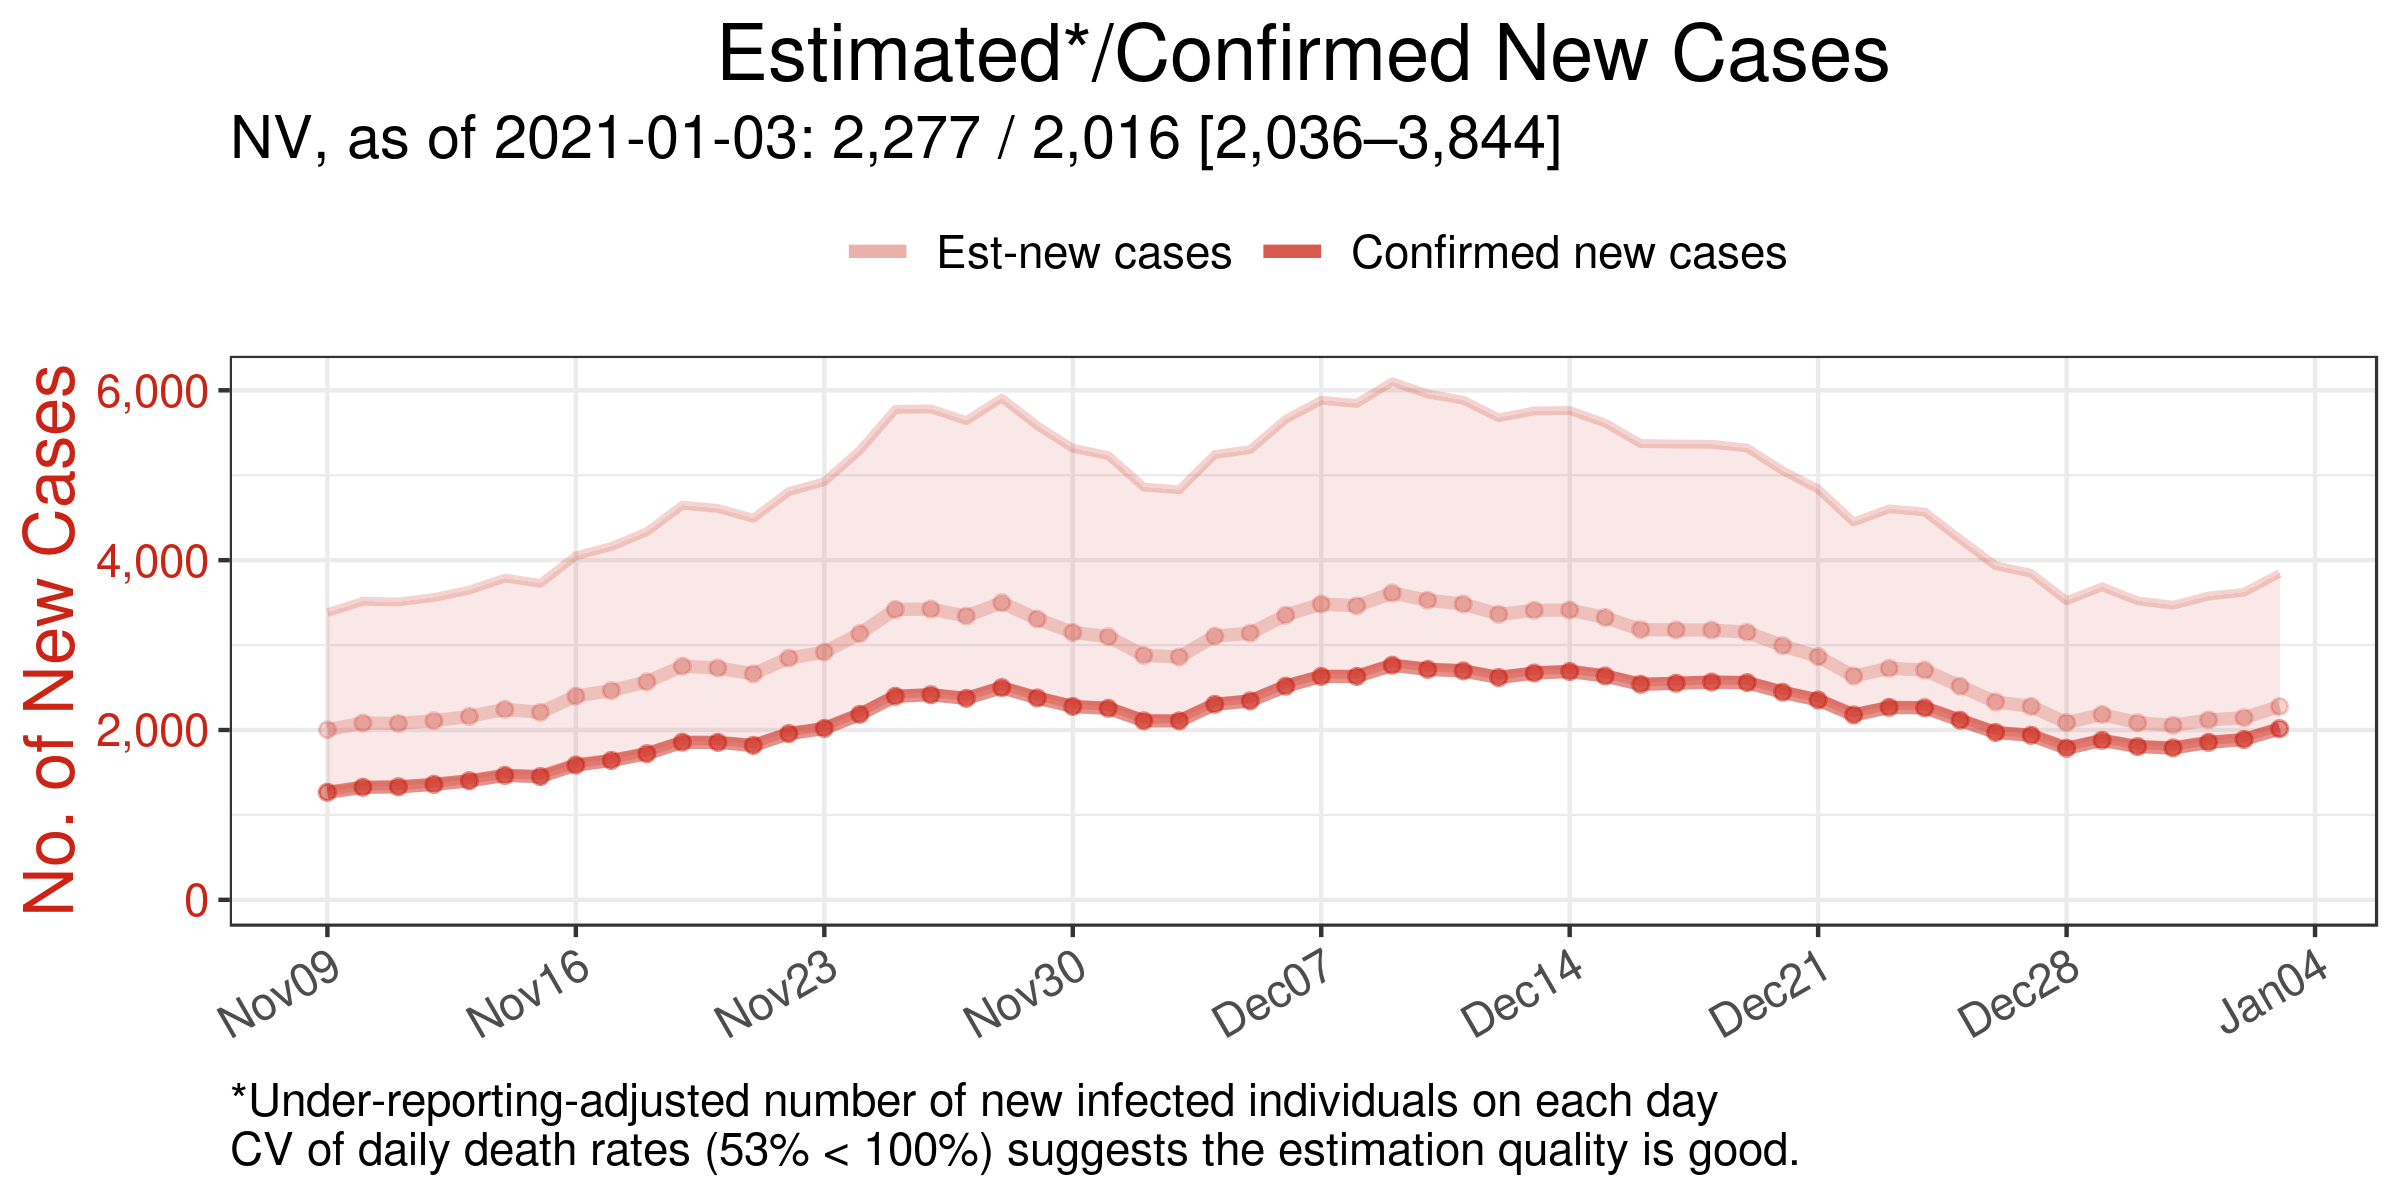 Estimated*/Confirmed New Cases
NV, as of 2021-01-03: 2,277 / 2,016 [2,036–3,844]
Est-new cases
Confirmed new cases
No. of New Cases
6,000
4,000
2,000
0
Nov09
Nov16
Nov23
Nov30
Dec07
Dec14
Dec21
Dec28
Jan04
*Under-reporting-adjusted number of new infected individuals on each day
CV of daily death rates (53% < 100%) suggests the estimation quality is good.